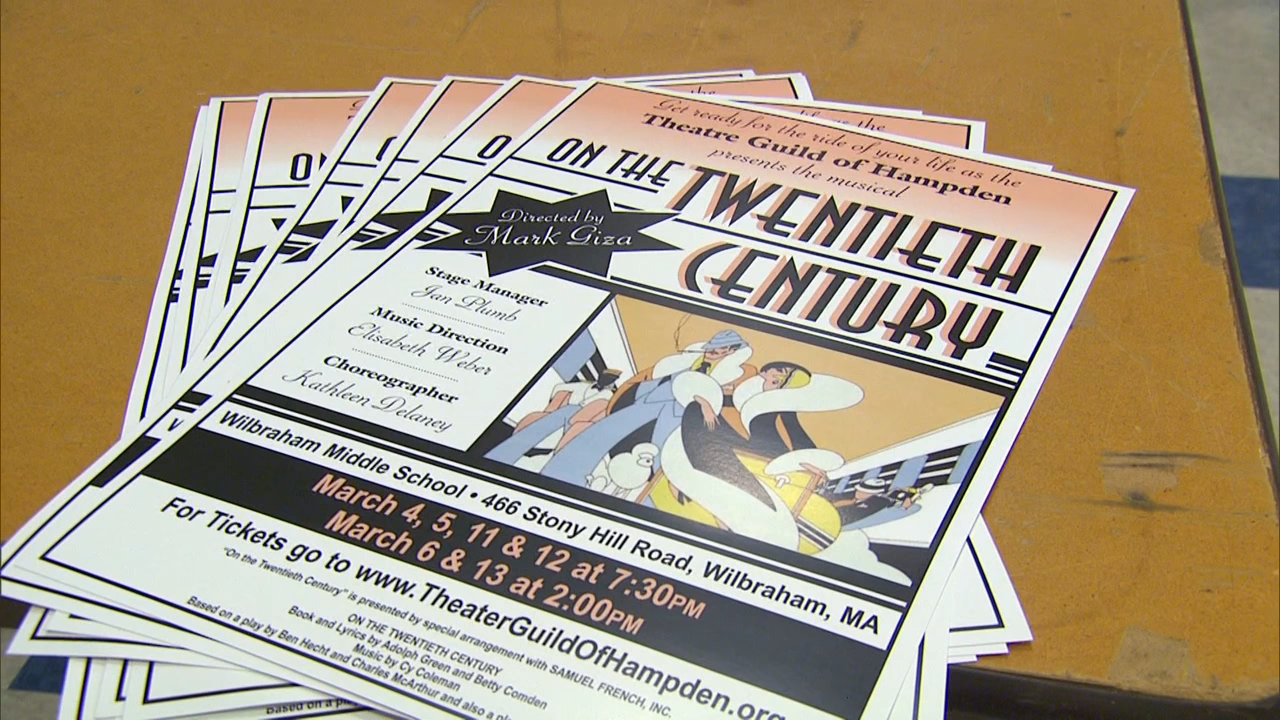 Get ready for the ride of your life as the
Theatre Guild of Hampden
presents the musical
ON THE TWENTIETH
CENTURY
Directed by
Mark Giza
Stage Manager
Jan Plumb
Music Direction
Elisabeth Weber
Choreographer
Kathleen Delaney
Wilbraham Middle School • 466 Stony Hill Road, Wilbraham, MA
March 4, 5, 11 & 12 at 7:30PM
March 6 & 13 at 2:00PM
For Tickets go to www.TheaterGuildOfHampden.org
"On the Twentieth Century" is presented by special arrangement with SAMUEL FRENCH, INC.
ON THE TWENTIETH CENTURY
Book and Lyrics by Adolph Green and Betty Comden
Music by Cy Coleman
Based on a play by Ben Hecht and Charles McArthur and also a